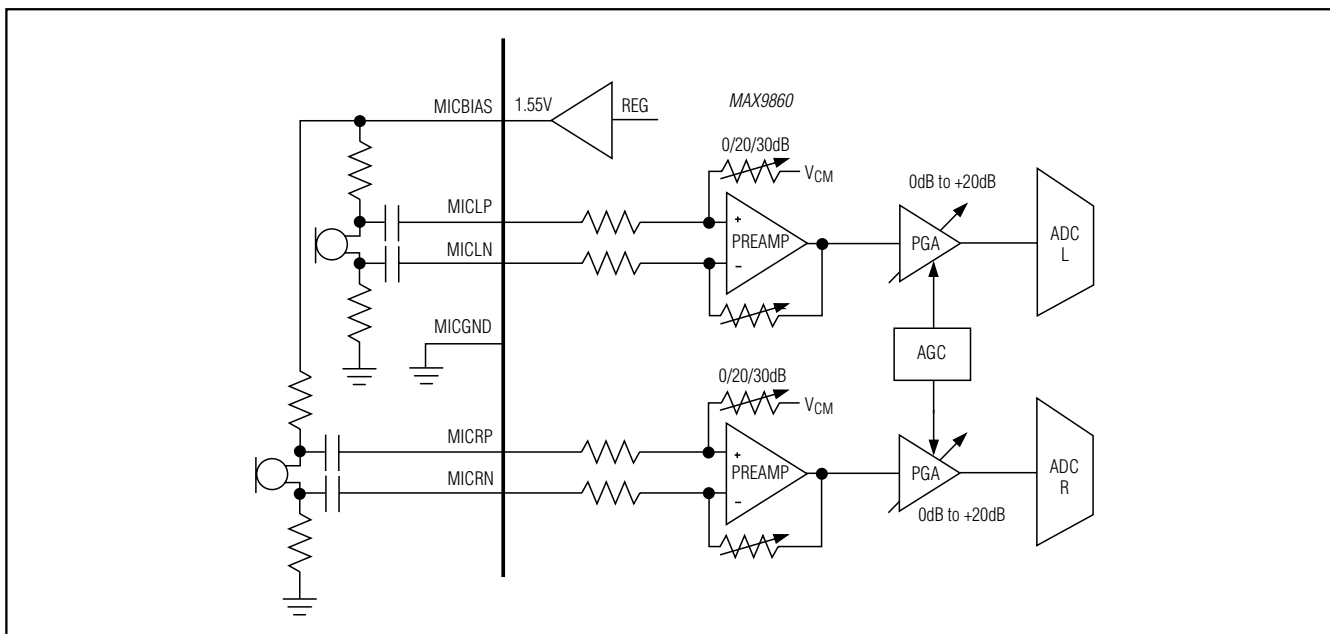 MICBIAS
1.55V
REG
MAX9860
0/20/30dB
VCM
0dB to +20dB
MICLP
+
PREAMP
PGA
ADC
L
MICLN
−
MICGND
AGC
0/20/30dB
VCM
MICRP
+
PREAMP
PGA
ADC
R
MICRN
−
0dB to +20dB